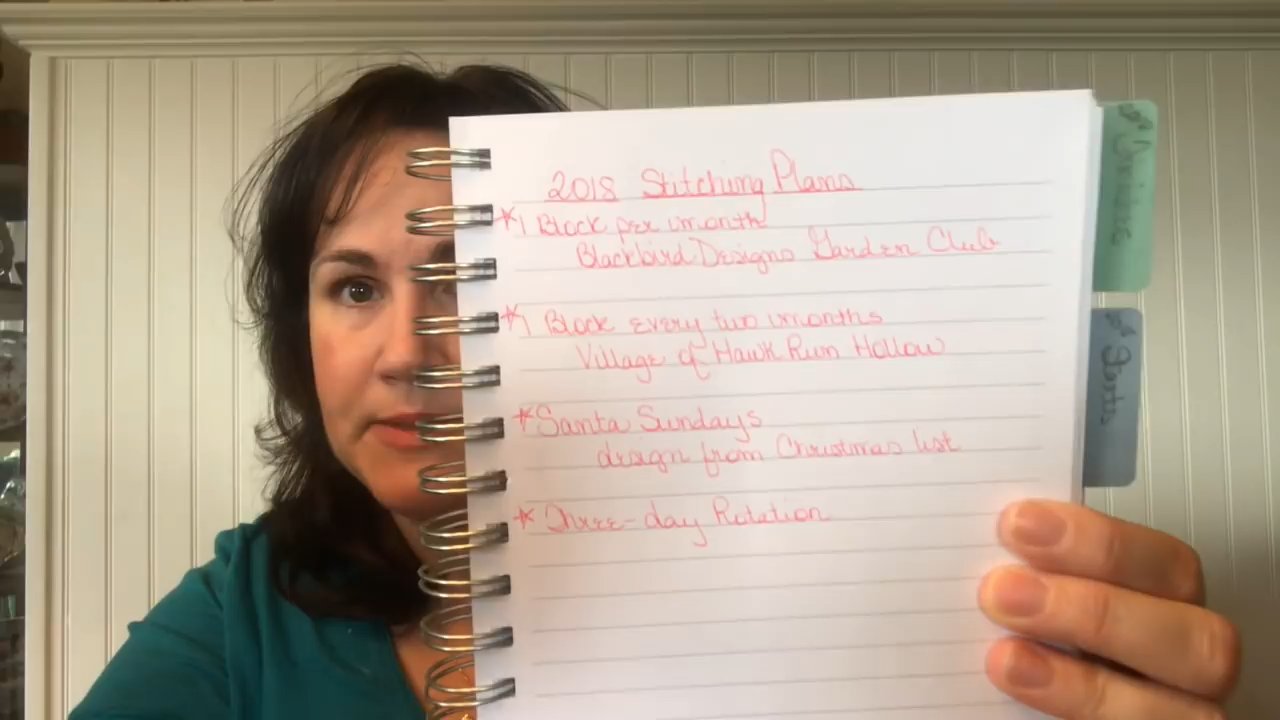 2018 Stitching Plans
* 1 Block per month
Blackbird Designs Garden Club
* 1 Block every two months
Village of Hawk Run Hollow
* Santa Sundays
design from Christmas list
* Three-day Rotation